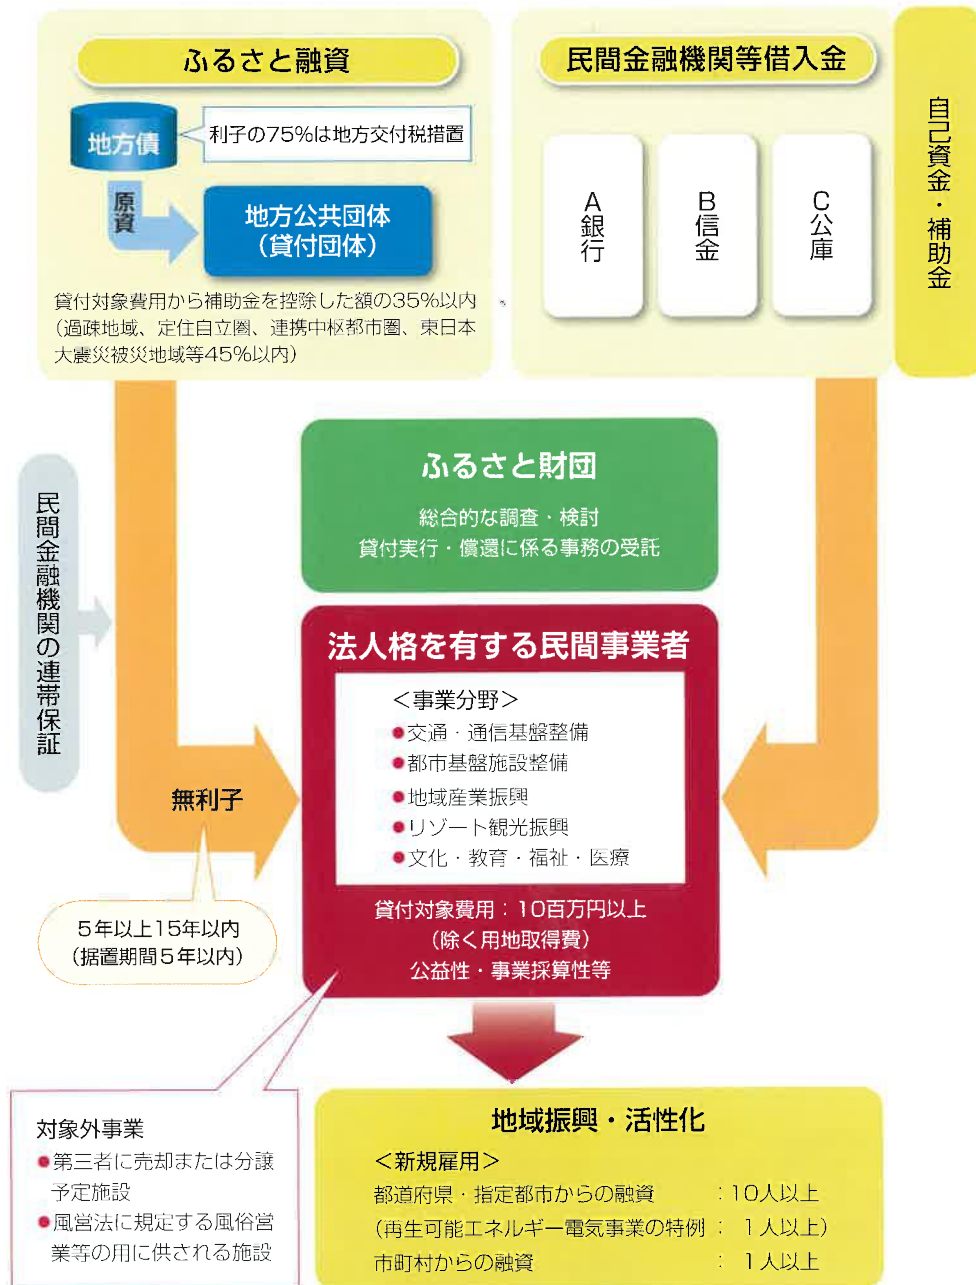 ふるさと融資
地方債
利子の75%は地方交付税措置
原資
地方公共団体
(貸付団体)
貸付対象費用から補助金を控除した額の35%以内
(過疎地域、定住自立圏、連携中枢都市圏、東日本
大震災被災地域等45%以内)
民間金融機関等借入金
A銀行
B信金
C公庫
自己資金・補助金
民間金融機関の連帯保証
ふるさと財団
総合的な調査・検討
貸付実行・償還に係る事務の受託
法人格を有する民間事業者
＜事業分野＞
●交通・通信基盤整備
●都市基盤施設整備
●地域産業振興
●リゾート観光振興
●文化・教育・福祉・医療
貸付対象費用：10百万円以上
(除く用地取得費)
公益性・事業採算性等
無利子
5年以上15年以内
(据置期間5年以内)
対象外事業
●第三者に売却または分譲
予定施設
●風営法に規定する風俗営
業等の用に供される施設
地域振興・活性化
＜新規雇用＞
都道府県・指定都市からの融資　：10人以上
(再生可能エネルギー電気事業の特例：　1人以上)
市町村からの融資　：　1人以上